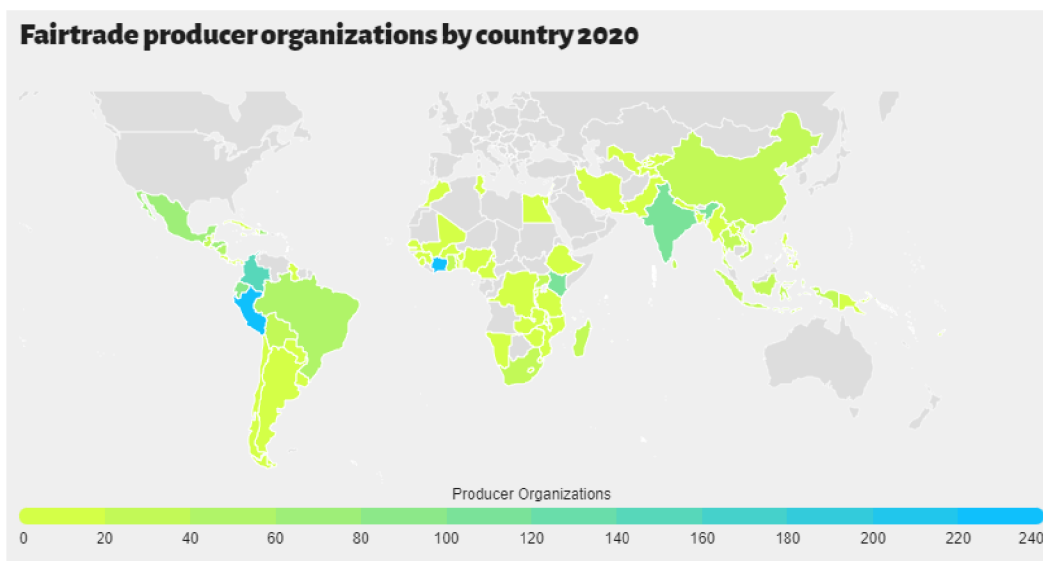 Fairtrade producer organizations by country 2020
Producer Organizations
0 20 40 60 80 100 120 140 160 180 200 220 240